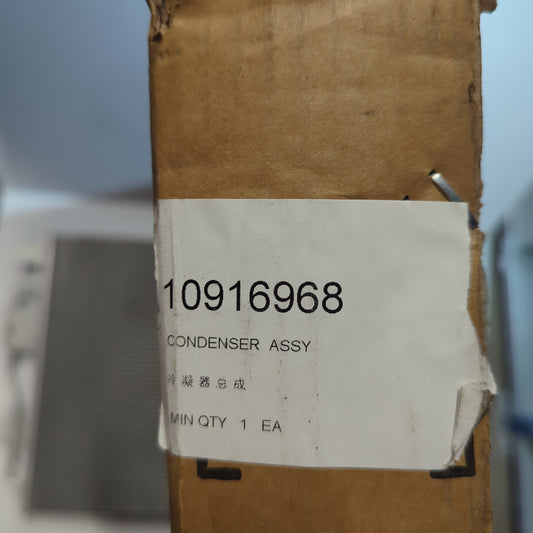 10916968
CONDENSER ASSY
冷凝器总成
MIN QTY 1 EA